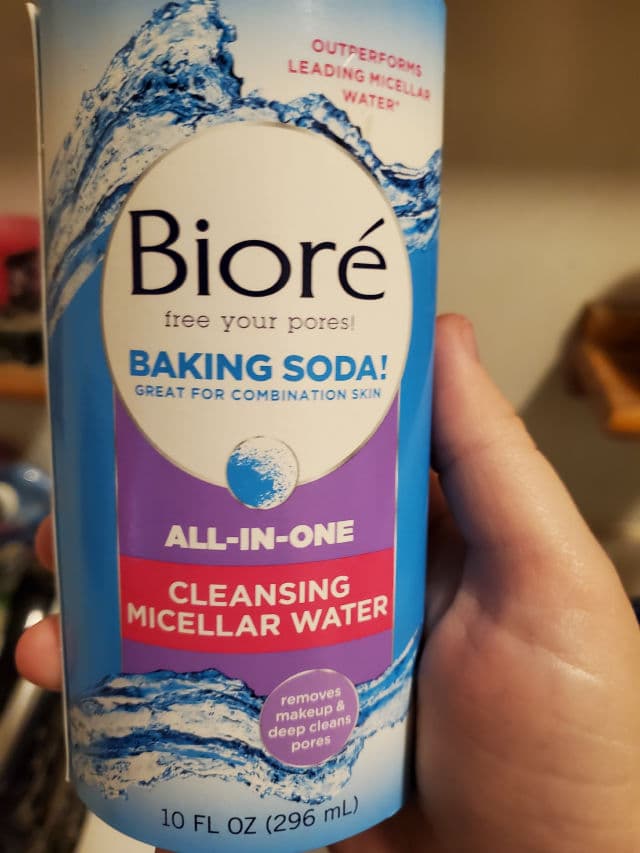 OUTPERFORMS
LEADING MICELLAR
WATER*
Bioré
free your pores!
BAKING SODA!
GREAT FOR COMBINATION SKIN
ALL-IN-ONE
CLEANSING
MICELLAR WATER
removes
makeup &
deep cleans
pores
10 FL OZ (296 mL)